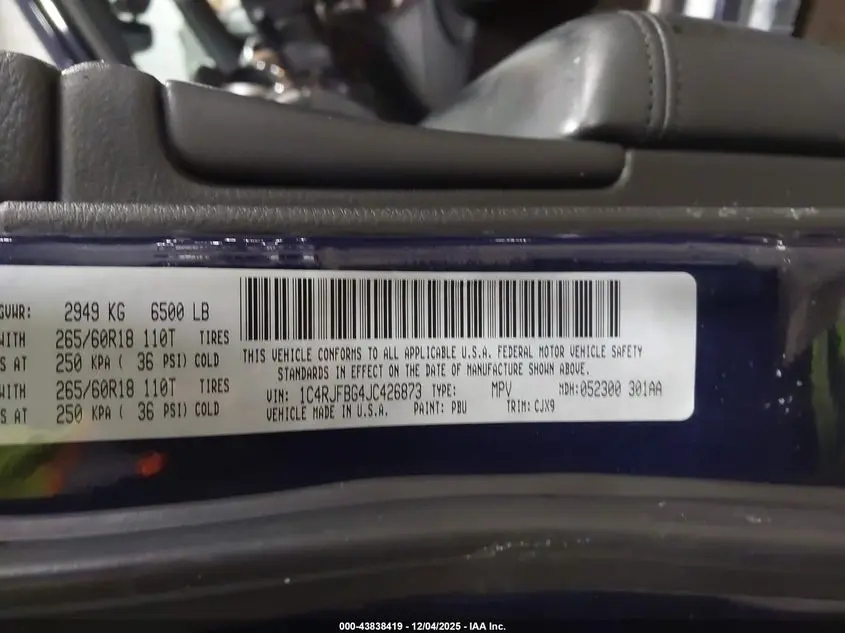 GVWR: 2949 KG 6500 LB
WITH 265/60R18 110T TIRES
S AT 250 KPA ( 36 PSI) COLD
WITH 265/60R18 110T TIRES
S AT 250 KPA ( 36 PSI) COLD
THIS VEHICLE CONFORMS TO ALL APPLICABLE U.S.A. FEDERAL MOTOR VEHICLE SAFETY
STANDARDS IN EFFECT ON THE DATE OF MANUFACTURE SHOWN ABOVE.
VIN: 1C4RJFBG4JC426873 TYPE: MPV MDH:052300 301AA
VEHICLE MADE IN U.S.A. PAINT: PBU TRIM: CJX9
000-43838419 - 12/04/2025 - IAA Inc.